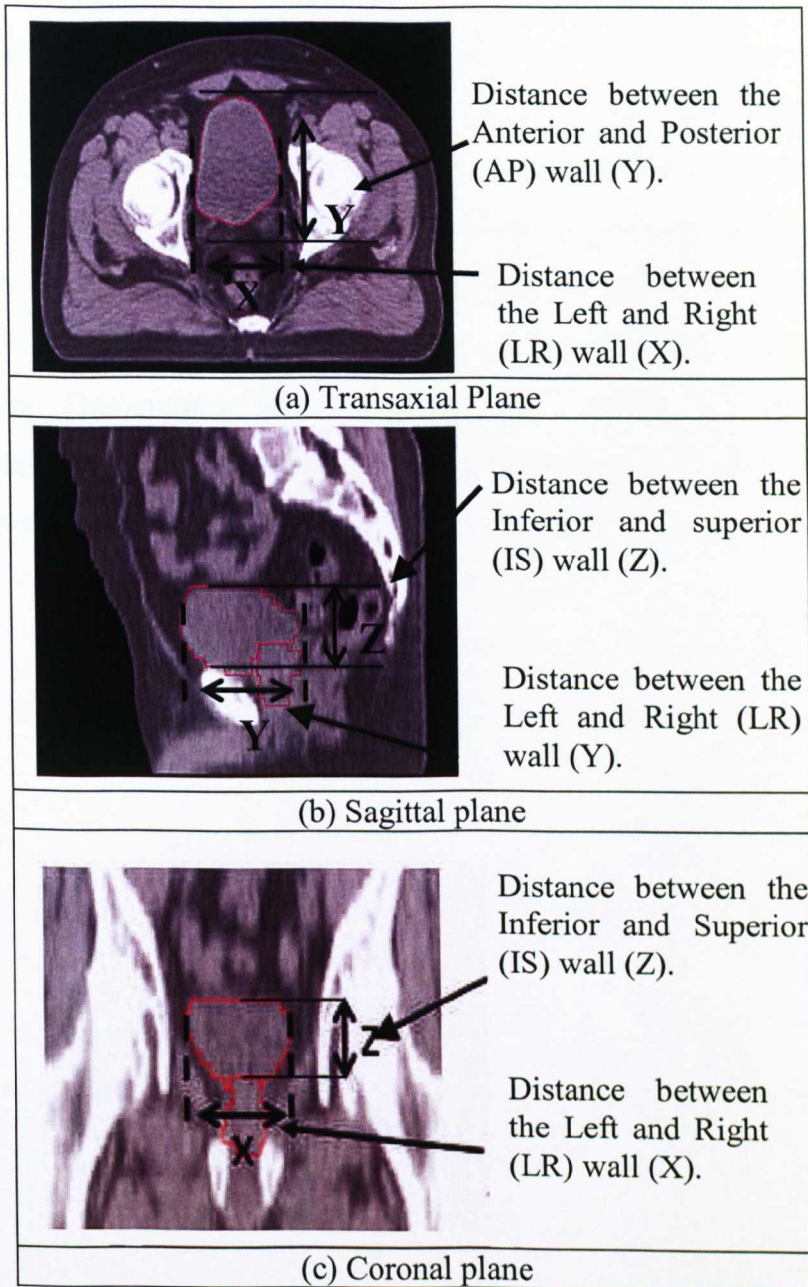 Distance between the
Anterior and Posterior
(AP) wall (Y).
Y
X
Distance between
the Left and Right
(LR) wall (X).
(a) Transaxial Plane
Distance between the
Inferior and superior
(IS) wall (Z).
Z
Y
Distance between the
Left and Right (LR)
wall (Y).
(b) Sagittal plane
Distance between the
Inferior and Superior
(IS) wall (Z).
Z
X
Distance between
the Left and Right
(LR) wall (X).
(c) Coronal plane